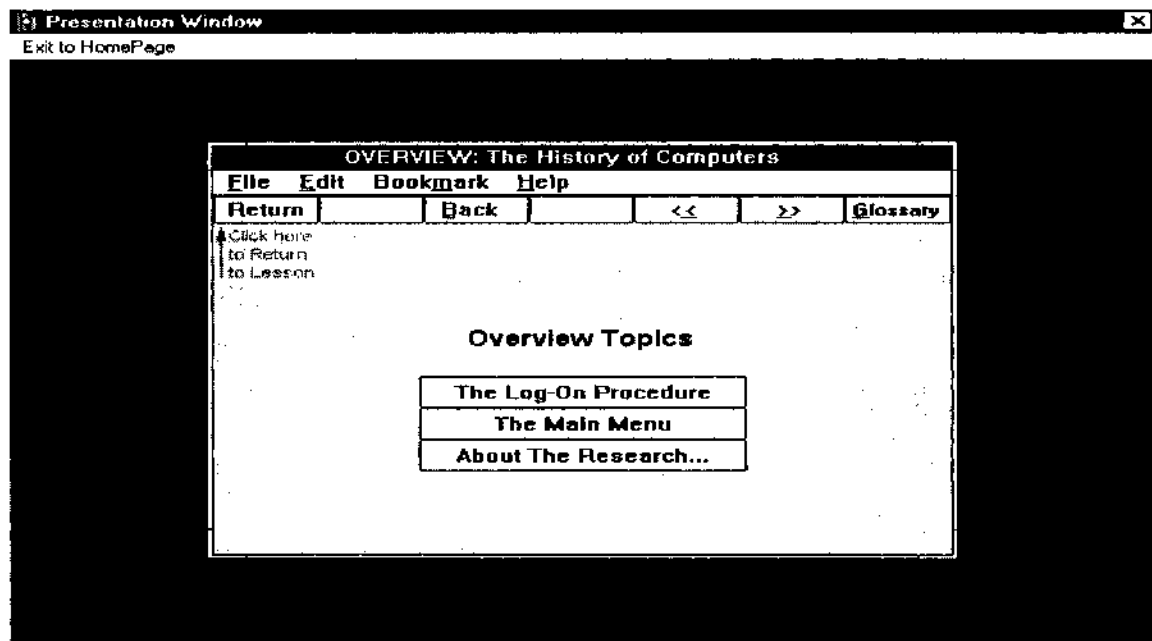 Presentation Window
Exit to HomePage
OVERVIEW: The History of Computers
File Edit Bookmark Help
Return Back << >> Glossary
Click here
to Return
to Lesson
Overview Topics
The Log-On Procedure
The Main Menu
About The Research...